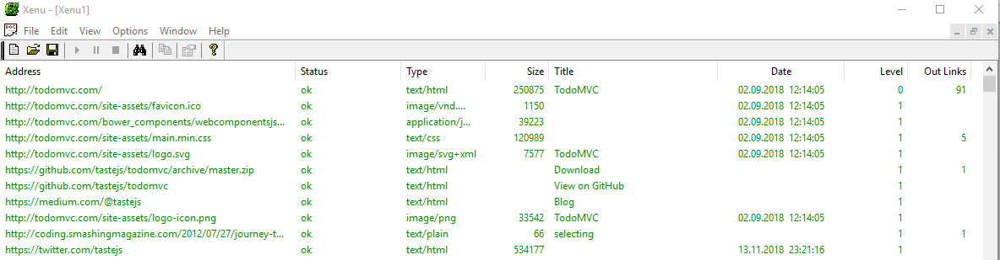 Xenu - [Xenu1]
File Edit View Options Window Help
Address Status Type Size Title Date Level Out Links
http://todomvc.com/ ok text/html 250875 TodoMVC 02.09.2018 12:14:05 0 91
http://todomvc.com/site-assets/favicon.ico ok image/vnd.... 1150 02.09.2018 12:14:05 1
http://todomvc.com/bower_components/webcomponentsjs... ok application/j... 39223 02.09.2018 12:14:05 1
http://todomvc.com/site-assets/main.min.css ok text/css 120989 02.09.2018 12:14:05 1 5
http://todomvc.com/site-assets/logo.svg ok image/svg+xml 7577 TodoMVC 02.09.2018 12:14:05 1
https://github.com/tastejs/todomvc/archive/master.zip ok text/html Download 1 1
https://github.com/tastejs/todomvc ok text/html View on GitHub 1
https://medium.com/@tastejs ok text/html Blog 1
http://todomvc.com/site-assets/logo-icon.png ok image/png 33542 TodoMVC 02.09.2018 12:14:05 1
http://coding.smashingmagazine.com/2012/07/27/journey-t... ok text/plain 66 selecting 1 1
https://twitter.com/tastejs ok text/html 534177 13.11.2018 23:21:16 1